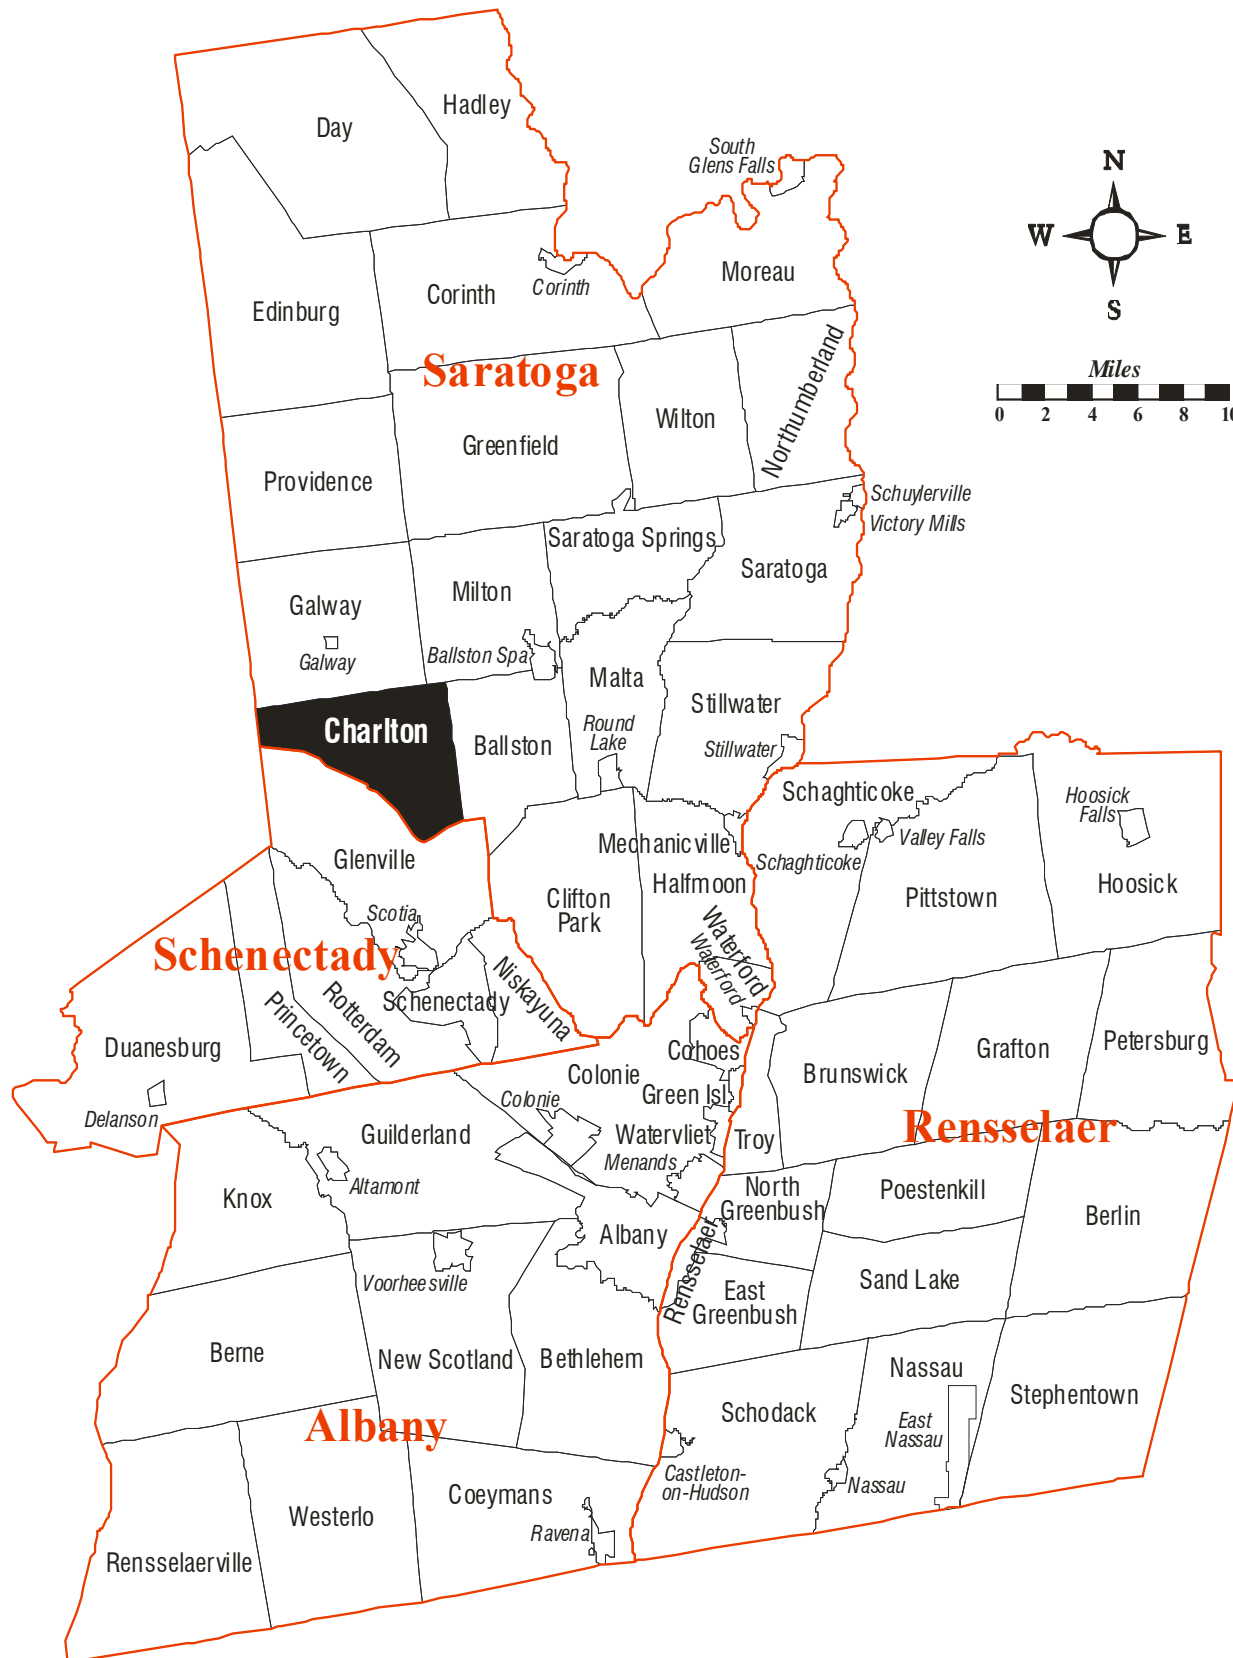 Hadley
Day
South
Glens Falls
N
W
E
S
Moreau
Corinth
Corinth
Edinburg
Miles
0 2 4 6 8 10
Saratoga
Northumberland
Wilton
Greenfield
Providence
Schuylerville
Victory Mills
Saratoga Springs
Saratoga
Milton
Galway
Galway
Ballston Spa
Malta
Stillwater
Round
Lake
Stillwater
Charlton
Ballston
Schaghticoke
Hoosick
Falls
Valley Falls
Schaghticoke
Mechanicville
Halfmoon
Glenville
Hoosick
Pittstown
Clifton
Park
Scotia
Waterford
Waterford
Schenectady
Niskayuna
Schenectady
Rotterdam
Princetown
Duanesburg
Delanson
Cohoes
Colonie
Green Isl.
Colonie
Brunswick
Grafton
Petersburg
Rensselaer
Guilderland
Watervliet
Troy
Menands
Altamont
Knox
North
Greenbush
Poestenkill
Berlin
Albany
Rensselaer
Voorheesville
Sand Lake
East
Greenbush
Berne
New Scotland
Bethlehem
Nassau
Stephentown
Albany
Schodack
East
Nassau
Castleton-
on-Hudson
Nassau
Coeymans
Westerlo
Ravena
Rensselaerville